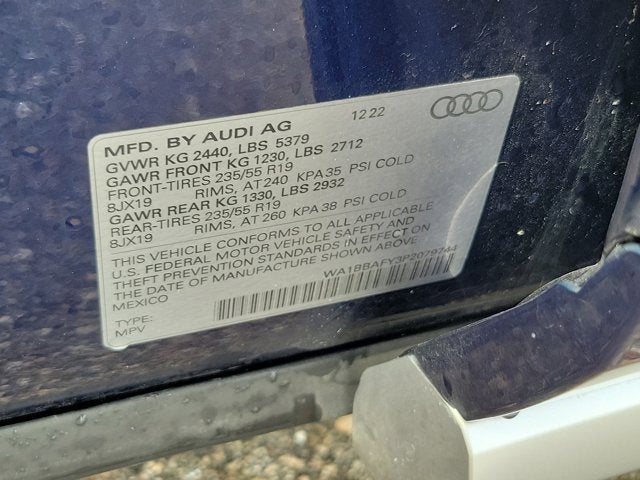 MFD. BY AUDI AG 12 22
GVWR KG 2440, LBS 5379
GAWR FRONT KG 1230, LBS 2712
FRONT-TIRES 235/55 R19
8JX19 RIMS, AT 240 KPA 35 PSI COLD
GAWR REAR KG 1330, LBS 2932
REAR-TIRES 235/55 R19
8JX19 RIMS, AT 260 KPA 38 PSI COLD
THIS VEHICLE CONFORMS TO ALL APPLICABLE
U.S. FEDERAL MOTOR VEHICLE SAFETY AND
THEFT PREVENTION STANDARDS IN EFFECT ON
THE DATE OF MANUFACTURE SHOWN ABOVE
MEXICO
WA1BBAFY3P2079744
TYPE:
MPV